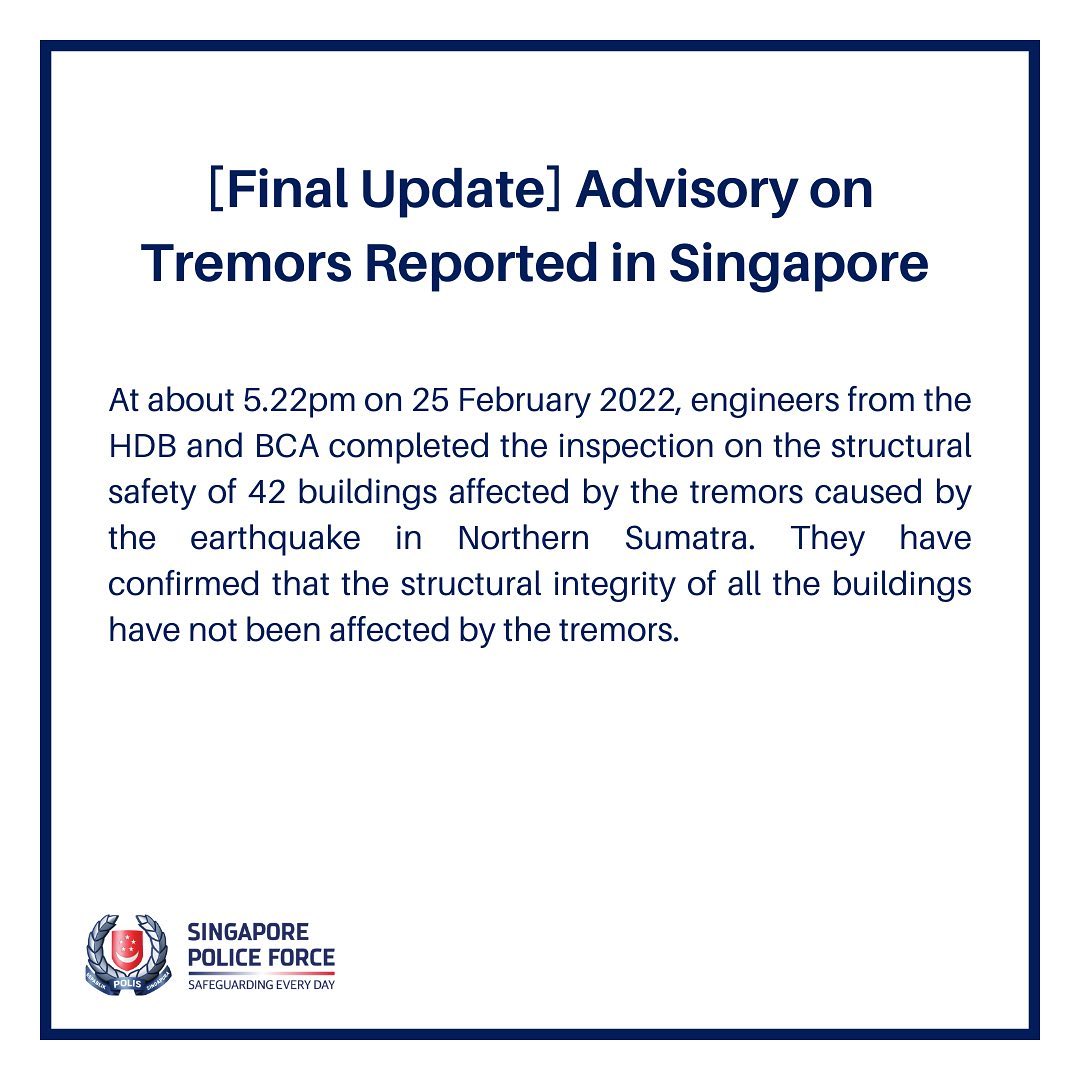 [Final Update] Advisory on
Tremors Reported in Singapore
At about 5.22pm on 25 February 2022, engineers from the
HDB and BCA completed the inspection on the structural
safety of 42 buildings affected by the tremors caused by
the earthquake in Northern Sumatra. They have
confirmed that the structural integrity of all the buildings
have not been affected by the tremors.
REPUBLIK POLIS SINGAPURA
SINGAPORE
POLICE FORCE
SAFEGUARDING EVERY DAY